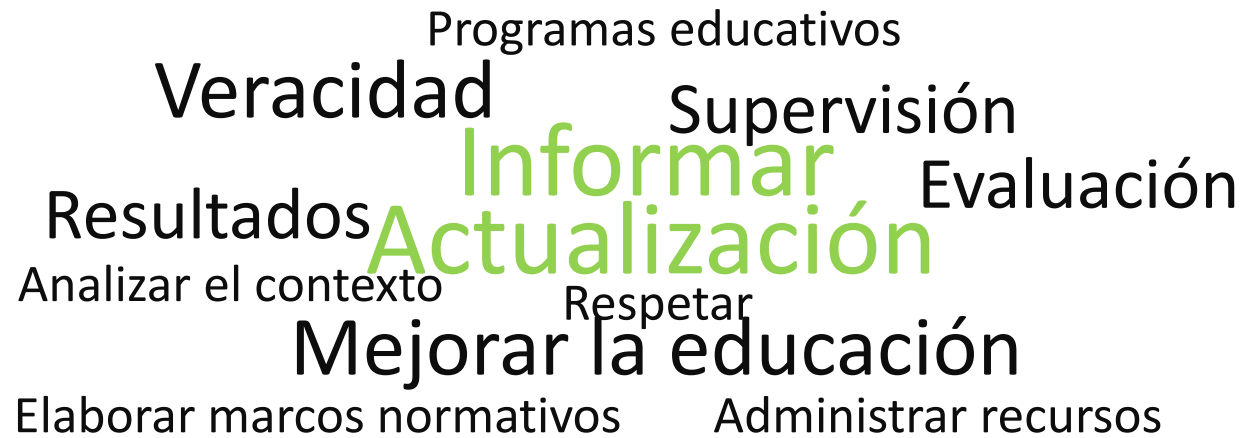 Programas educativos
Veracidad
Supervisión
Informar
Evaluación
Resultados
Actualización
Analizar el contexto
Respetar
Mejorar la educación
Elaborar marcos normativos
Administrar recursos